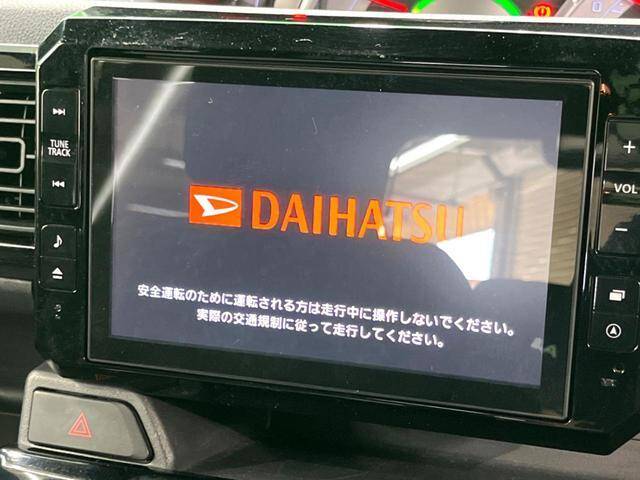 TUNE
TRACK
VOL
DAIHATSU
安全運転のために運転される方は走行中に操作しないでください。
実際の交通規制に従って走行してください。